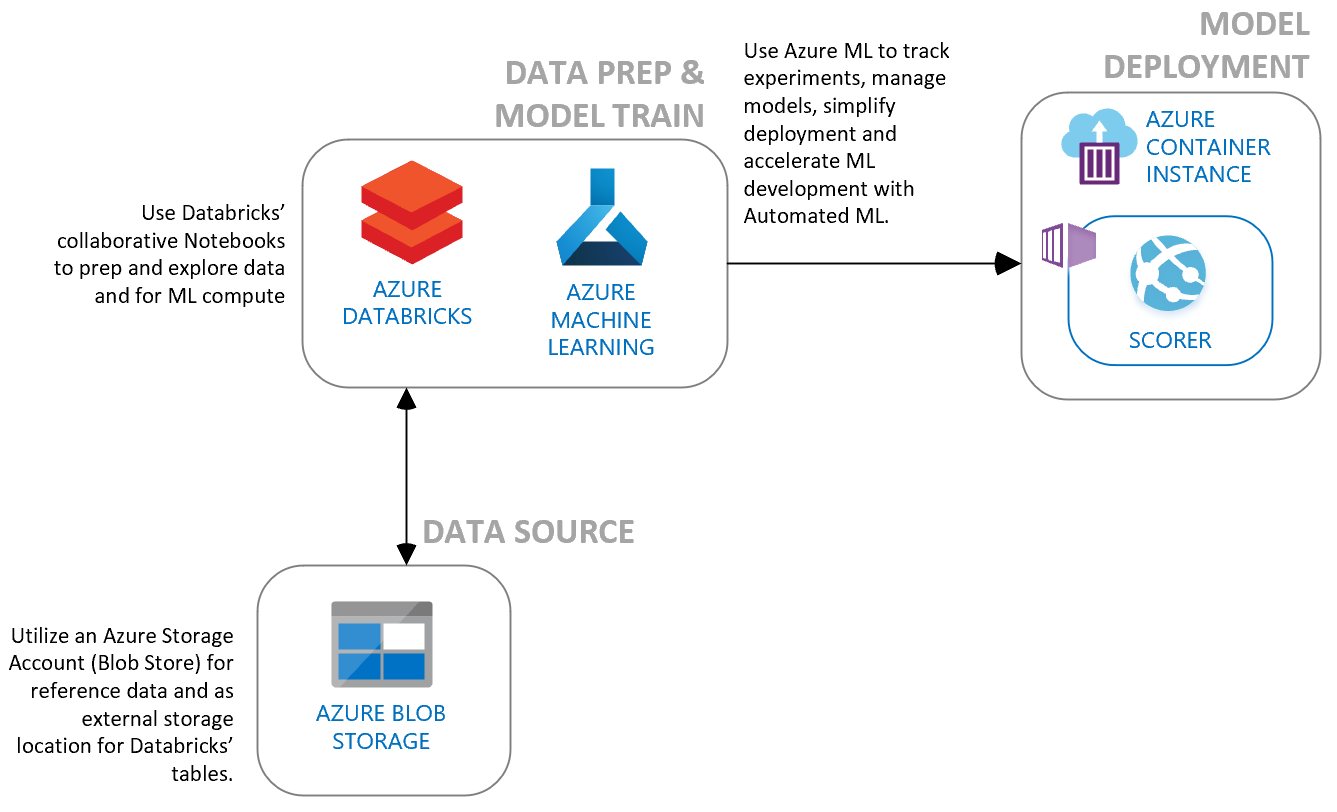 MODEL
DEPLOYMENT
DATA PREP &
MODEL TRAIN
Use Azure ML to track
experiments, manage
models, simplify
deployment and
accelerate ML
development with
Automated ML.
AZURE
CONTAINER
INSTANCE
Use Databricks’
collaborative Notebooks
to prep and explore data
and for ML compute
AZURE
DATABRICKS
AZURE
MACHINE
LEARNING
SCORER
DATA SOURCE
Utilize an Azure Storage
Account (Blob Store) for
reference data and as
external storage
location for Databricks’
tables.
AZURE BLOB
STORAGE